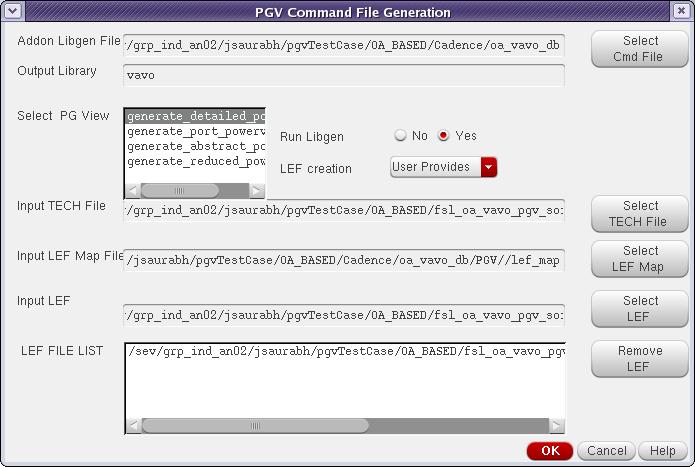 PGV Command File Generation
Addon Libgen File
/grp_ind_an02/jsaurabh/pgvTestCase/OA_BASED/Cadence/oa_vavo_db
Select
Cmd File
Output Library
vavo
Select PG View
generate_detailed_po
generate_port_powerv
generate_abstract_po
generate_reduced_pow
Run Libgen
No
Yes
LEF creation
User Provides
Input TECH File
/grp_ind_an02/jsaurabh/pgvTestCase/OA_BASED/fsl_oa_vavo_pgv_so
Select
TECH File
Input LEF Map File
/jsaurabh/pgvTestCase/OA_BASED/Cadence/oa_vavo_db/PGV//lef_map
Select
LEF Map
Input LEF
/grp_ind_an02/jsaurabh/pgvTestCase/OA_BASED/fsl_oa_vavo_pgv_so
Select
LEF
LEF FILE LIST
/sev/grp_ind_an02/jsaurabh/pgvTestCase/OA_BASED/fsl_oa_vavo_pgv
Remove
LEF
OK
Cancel
Help